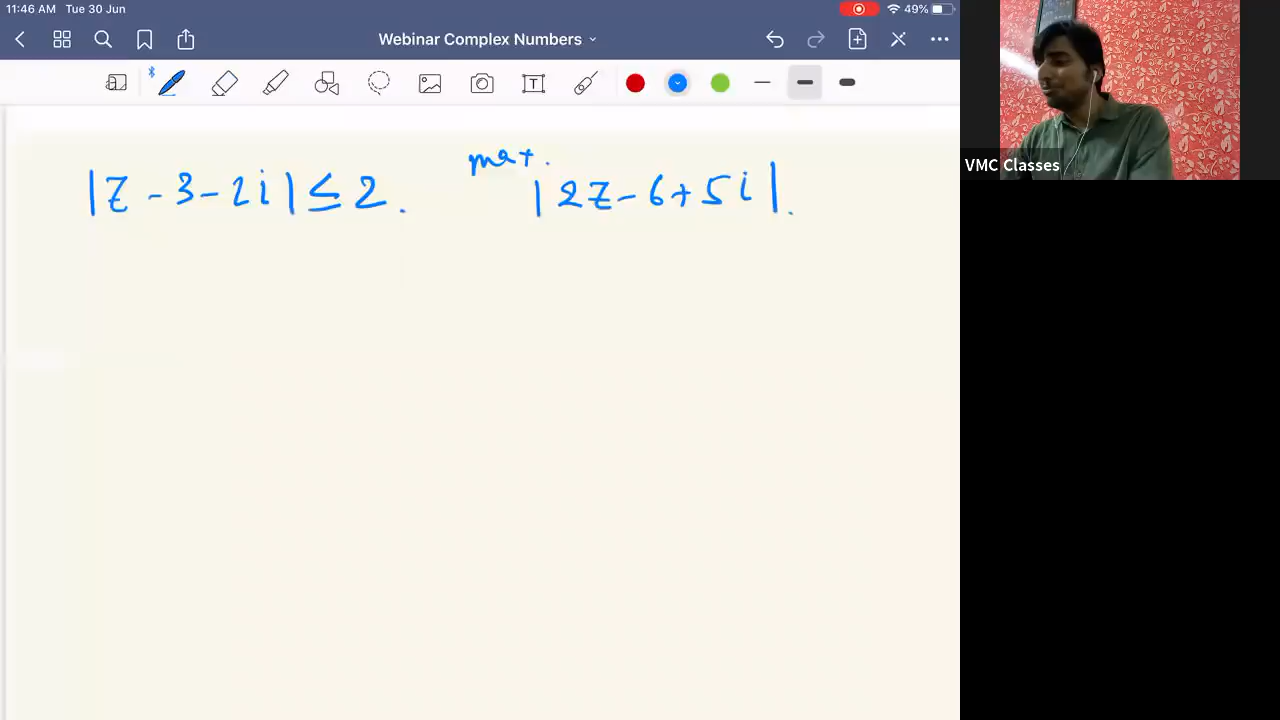 11:46 AM Tue 30 Jun 49%
Webinar Complex Numbers
T
max.
|z - 3 - 2i| ≤ 2. |2z - 6 + 5i|.
VMC Classes